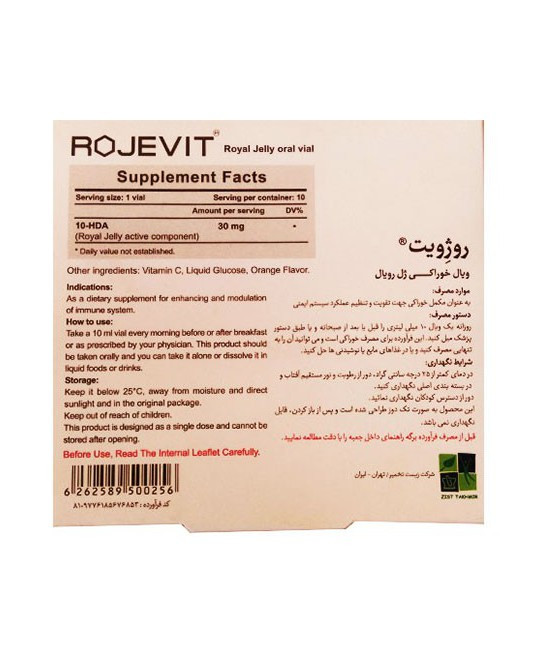 ROJEVIT® Royal Jelly oral vial
Supplement Facts
Serving size: 1 vial Serving per container: 10
Amount per serving DV%
10-HDA 30 mg -
(Royal Jelly active component)
* Daily value not established.
Other ingredients: Vitamin C, Liquid Glucose, Orange Flavor.
Indications:
As a dietary supplement for enhancing and modulation
of immune system.
How to use:
Take a 10 ml vial every morning before or after breakfast
or as prescribed by your physician. This product should
be taken orally and you can take it alone or dissolve it in
liquid foods or drinks.
Storage:
Keep it below 25°C, away from moisture and direct
sunlight and in the original package.
Keep out of reach of children.
This product is designed as a single dose and cannot be
stored after opening.
Before Use, Read The Internal Leaflet Carefully.
6 262589 500256
کد فرآورده: ۸۱۰۹۷۷۶۱۸۵۶۷۶۸۵۳
روژویت®
ویال خوراکی ژل رویال
موارد مصرف:
به عنوان مکمل خوراکی جهت تقویت و تنظیم عملکرد سیستم ایمنی
دستور مصرف:
روزانه یک ویال ۱۰ میلی لیتری را قبل یا بعد از صبحانه و یا طبق دستور
پزشک میل کنید. این فرآورده برای مصرف خوراکی است و می توانید آن را به
تنهایی مصرف کنید و یا در غذاهای مایع یا نوشیدنی ها حل کنید.
شرایط نگهداری:
در دمای کمتر از ۲۵ درجه سانتی گراد، دور از رطوبت و نور مستقیم آفتاب و
در بسته بندی اصلی نگهداری کنید.
دور از دسترس کودکان نگهداری نمائید.
این محصول به صورت تک دوز طراحی شده است و پس از باز کردن، قابل
نگهداری نمی باشد.
قبل از مصرف فرآورده برگه راهنمای داخل جعبه را با دقت مطالعه نمایید.
شرکت زیست تخمیر / تهران - ایران
ZIST TAKHMIR